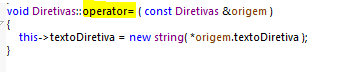 void Diretivas::operator= ( const Diretivas &origem )
{
this->textoDiretiva = new string( *origem.textoDiretiva );
}